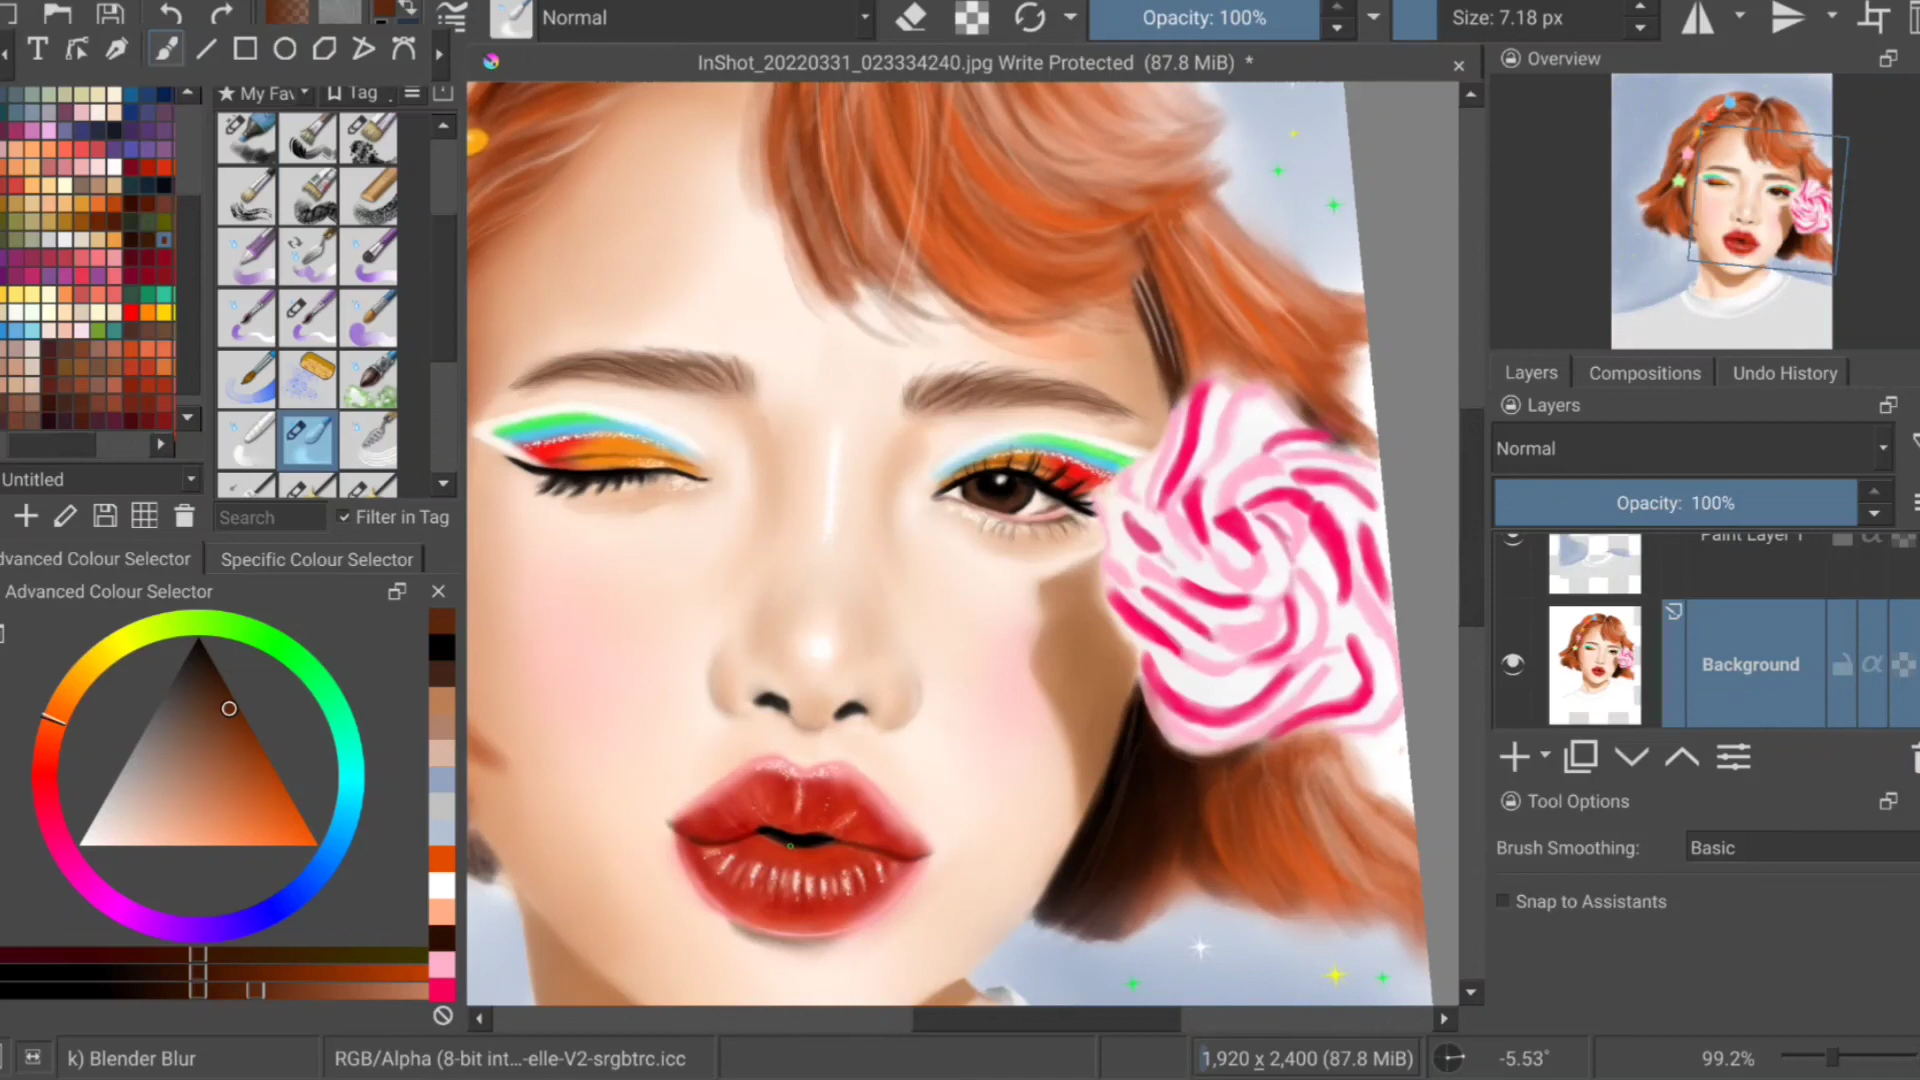 Normal
Opacity: 100%
Size: 7.18 px
T
InShot_20220331_023334240.jpg Write Protected (87.8 MiB) *
Overview
My Fav
Tag
Layers
Compositions
Undo History
Layers
Normal
Untitled
Opacity: 100%
Search
Filter in Tag
Paint Layer 1
dvanced Colour Selector
Specific Colour Selector
Advanced Colour Selector
Background
Tool Options
Brush Smoothing:
Basic
Snap to Assistants
k) Blender Blur
RGB/Alpha (8-bit int...-elle-V2-srgbtrc.icc
1,920 x 2,400 (87.8 MiB)
-5.53°
99.2%